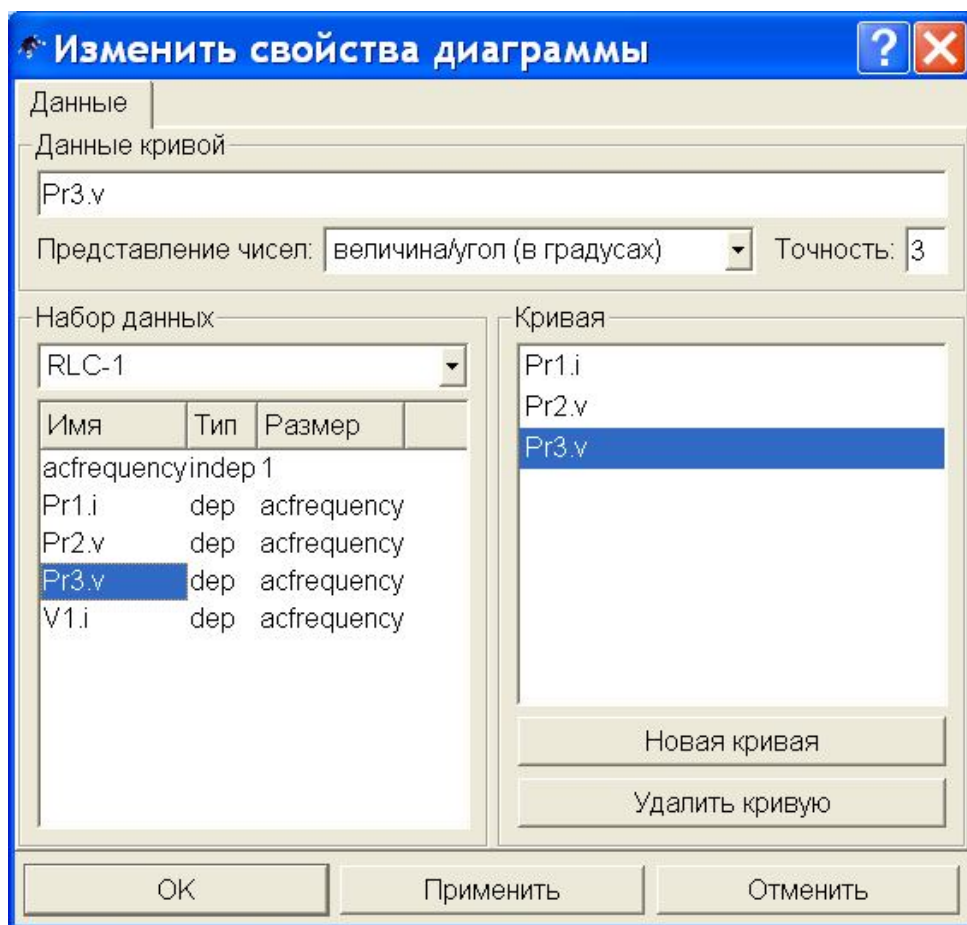 Изменить свойства диаграммы
Данные
Данные кривой
Pr3.v
Представление чисел: величина/угол (в градусах) Точность: 3
Набор данных
RLC-1
Имя Тип Размер
acfrequency indep 1
Pr1.i dep acfrequency
Pr2.v dep acfrequency
Pr3.v dep acfrequency
V1.i dep acfrequency
Кривая
Pr1.i
Pr2.v
Pr3.v
Новая кривая
Удалить кривую
OK Применить Отменить